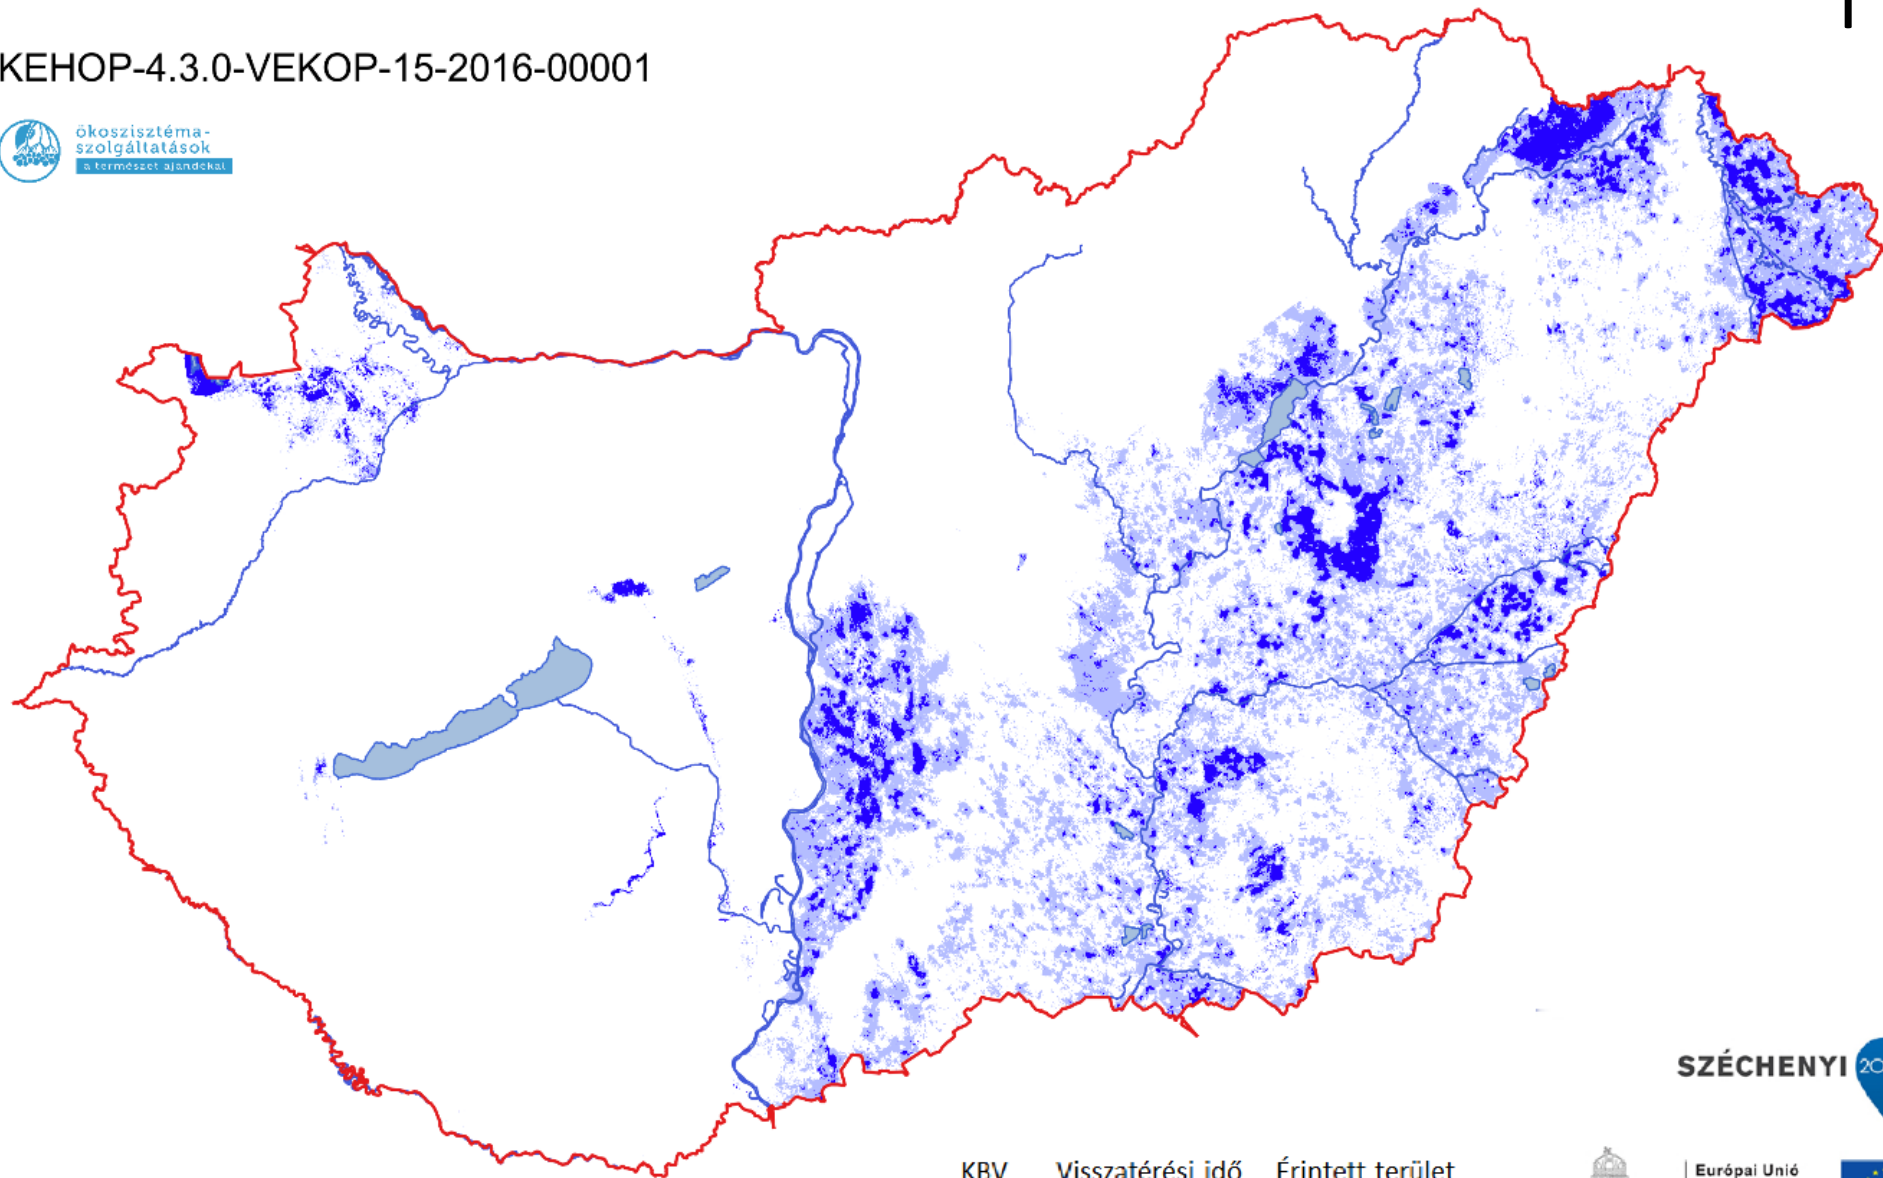 KEHOP-4.3.0-VEKOP-15-2016-00001
ökoszisztéma-
szolgáltatások
a természet ajándékai
SZÉCHENYI 20
KBV Visszatérési idő Érintett terület
Európai Unió